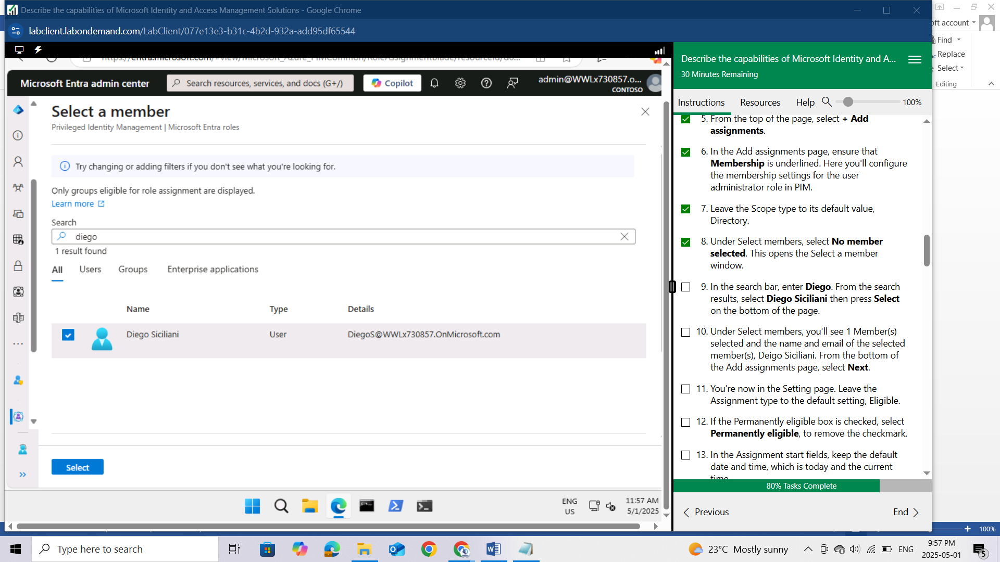 Describe the capabilities of Microsoft Identity and Access Management Solutions - Google Chrome
labclient.labondemand.com/LabClient/077e13e3-b31c-4b2d-932a-add95df65544
Microsoft Entra admin center
Search resources, services, and docs (G+/)
Copilot
admin@WWLx730857.o...
CONTOSO
Select a member
Privileged Identity Management | Microsoft Entra roles
Try changing or adding filters if you don't see what you're looking for.
Only groups eligible for role assignment are displayed.
Learn more
Search
diego
1 result found
All Users Groups Enterprise applications
Name Type Details
Diego Siciliani User DiegoS@WWLx730857.OnMicrosoft.com
Select
ENG
US
11:57 AM
5/1/2025
Describe the capabilities of Microsoft Identity and A...
30 Minutes Remaining
Instructions Resources Help 100%
5. From the top of the page, select + Add
assignments.
6. In the Add assignments page, ensure that
Membership is underlined. Here you'll configure
the membership settings for the user
administrator role in PIM.
7. Leave the Scope type to its default value,
Directory.
8. Under Select members, select No member
selected. This opens the Select a member
window.
9. In the search bar, enter Diego. From the search
results, select Diego Siciliani then press Select
on the bottom of the page.
10. Under Select members, you'll see 1 Member(s)
selected and the name and email of the selected
member(s), Deigo Siciliani. From the bottom of
the Add assignments page, select Next.
11. You're now in the Setting page. Leave the
Assignment type to the default setting, Eligible.
12. If the Permanently eligible box is checked, select
Permanently eligible, to remove the checkmark.
13. In the Assignment start fields, keep the default
date and time, which is today and the current
time
80% Tasks Complete
Previous End
account
Find
Replace
Select
Editing
100%
Type here to search
23°C Mostly sunny
ENG
9:57 PM
2025-05-01
5